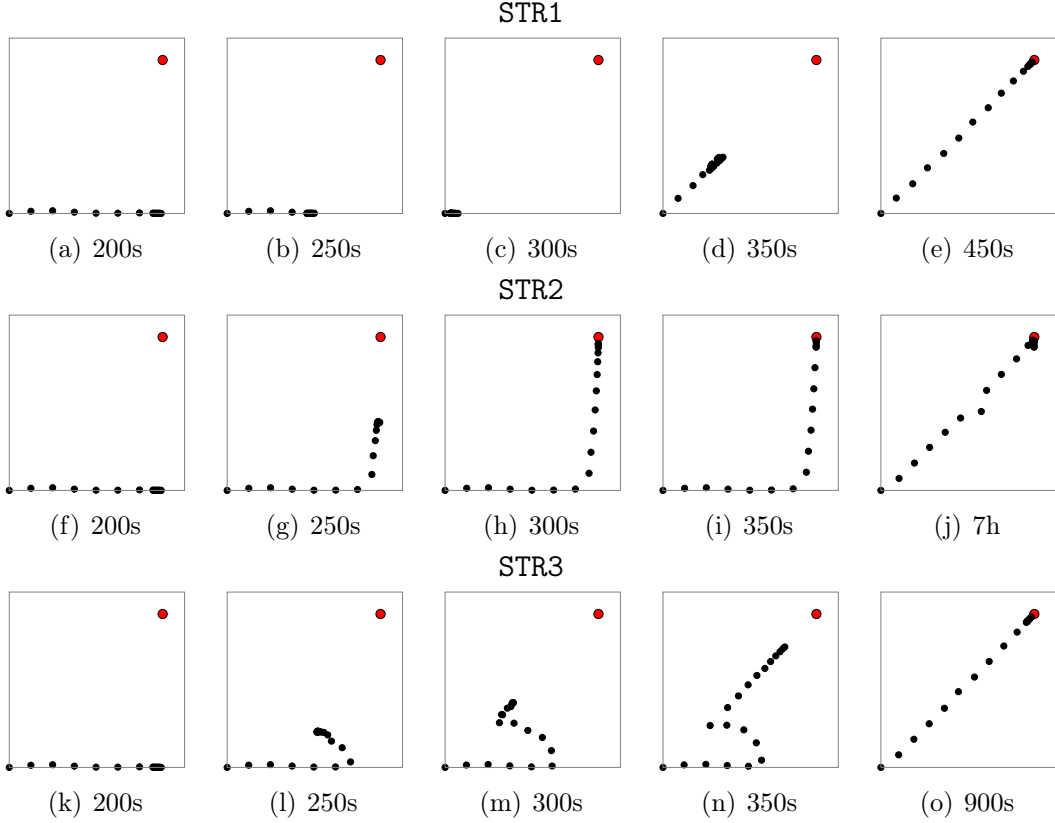 STR1
(a) 200s (b) 250s (c) 300s (d) 350s (e) 450s
STR2
(f) 200s (g) 250s (h) 300s (i) 350s (j) 7h
STR3
(k) 200s (l) 250s (m) 300s (n) 350s (o) 900s